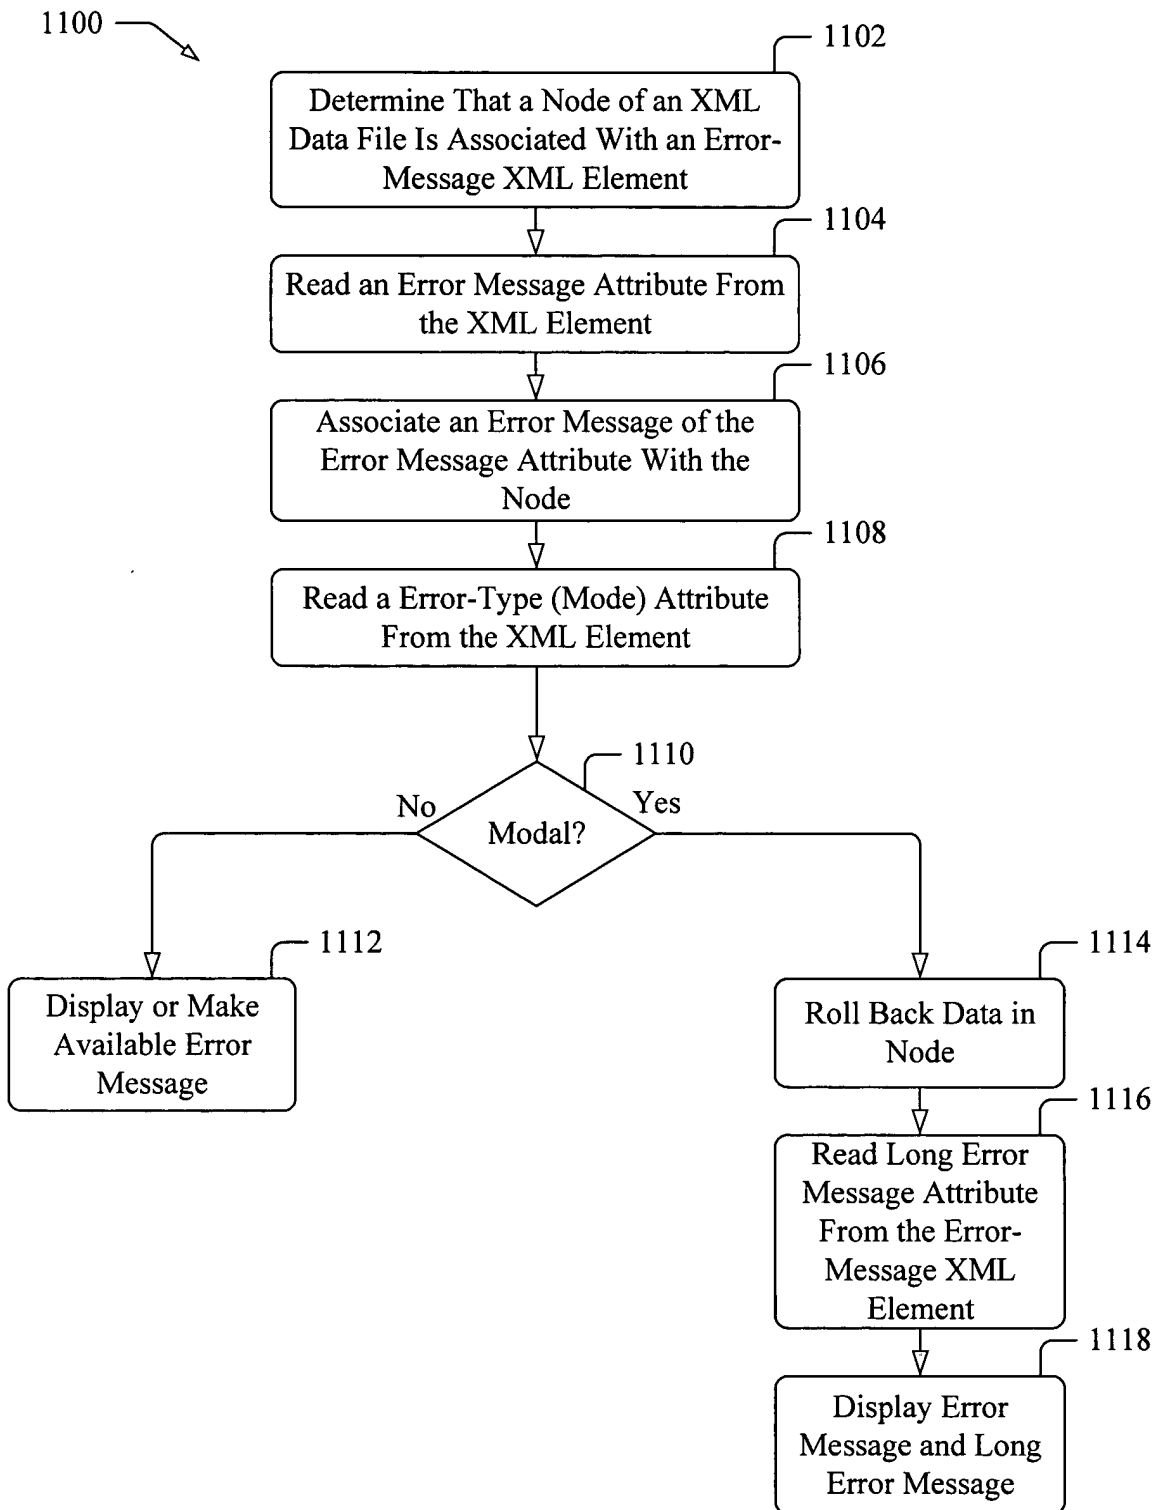 1100
1102
Determine That a Node of an XML
Data File Is Associated With an Error-
Message XML Element
1104
Read an Error Message Attribute From
the XML Element
1106
Associate an Error Message of the
Error Message Attribute With the
Node
1108
Read a Error-Type (Mode) Attribute
From the XML Element
1110
No
Yes
Modal?
1112
Display or Make
Available Error
Message
1114
Roll Back Data in
Node
1116
Read Long Error
Message Attribute
From the Error-
Message XML
Element
1118
Display Error
Message and Long
Error Message